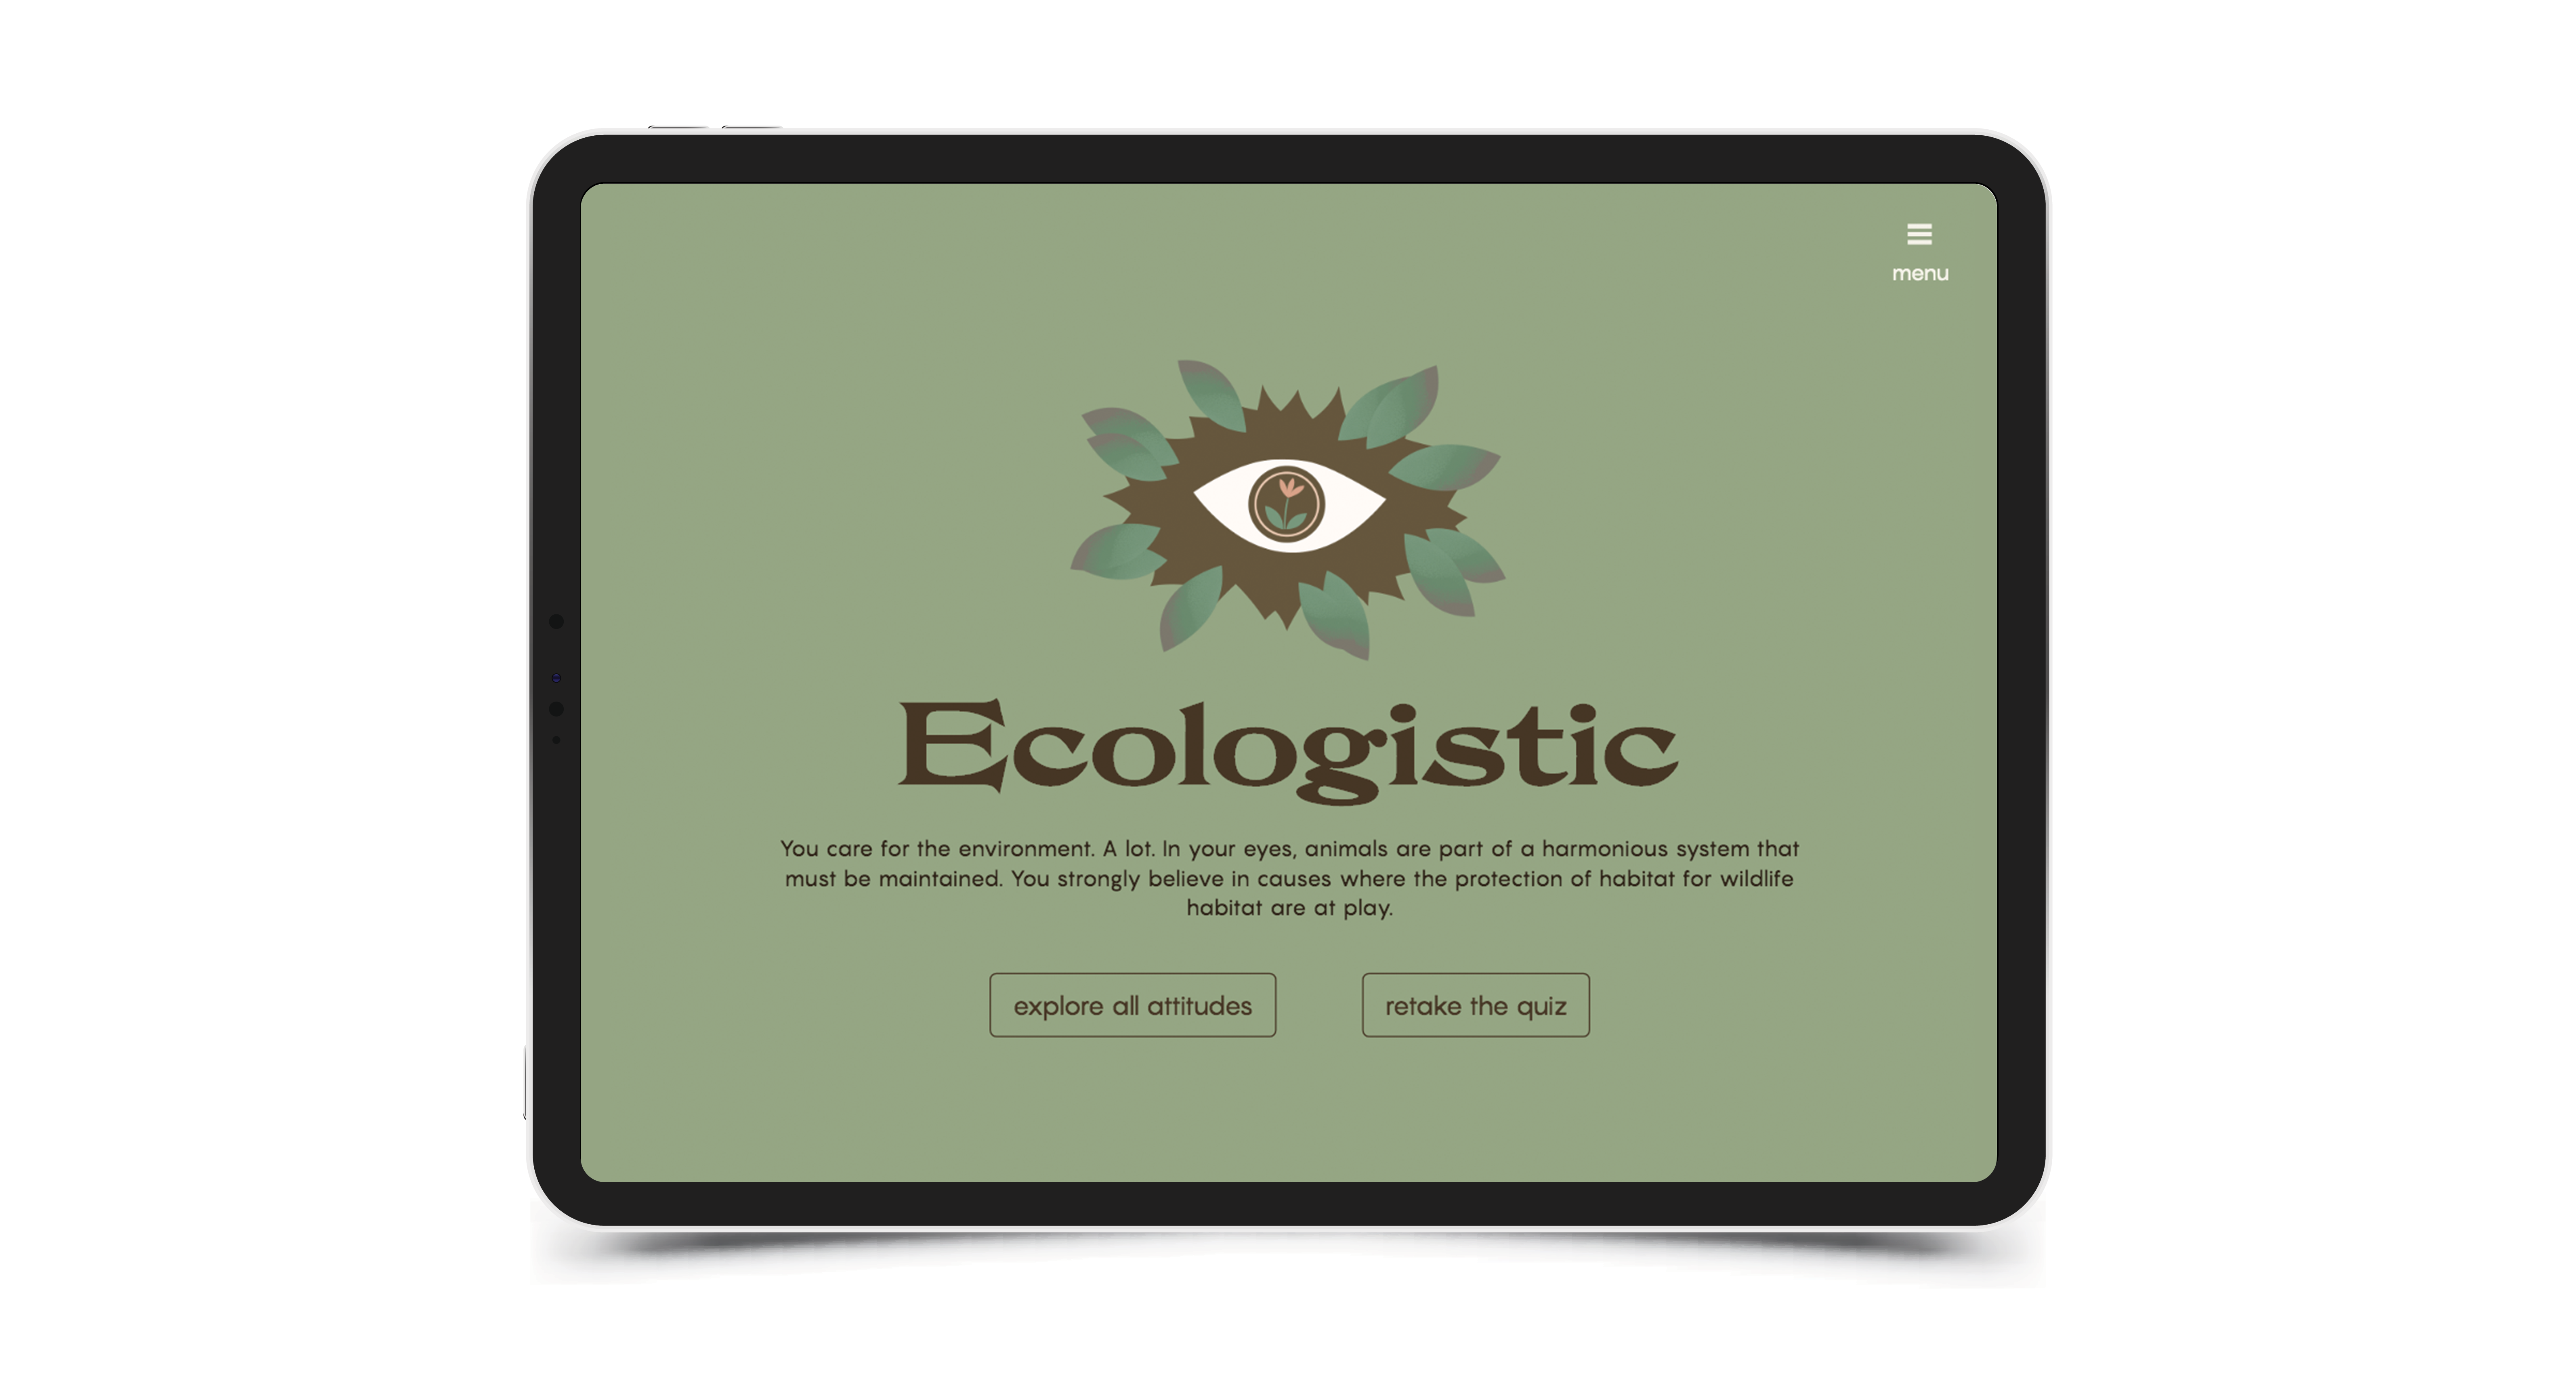 menu
Ecologistic
You care for the environment. A lot. In your eyes, animals are part of a harmonious system that
must be maintained. You strongly believe in causes where the protection of habitat for wildlife
habitat are at play.
explore all attitudes
retake the quiz